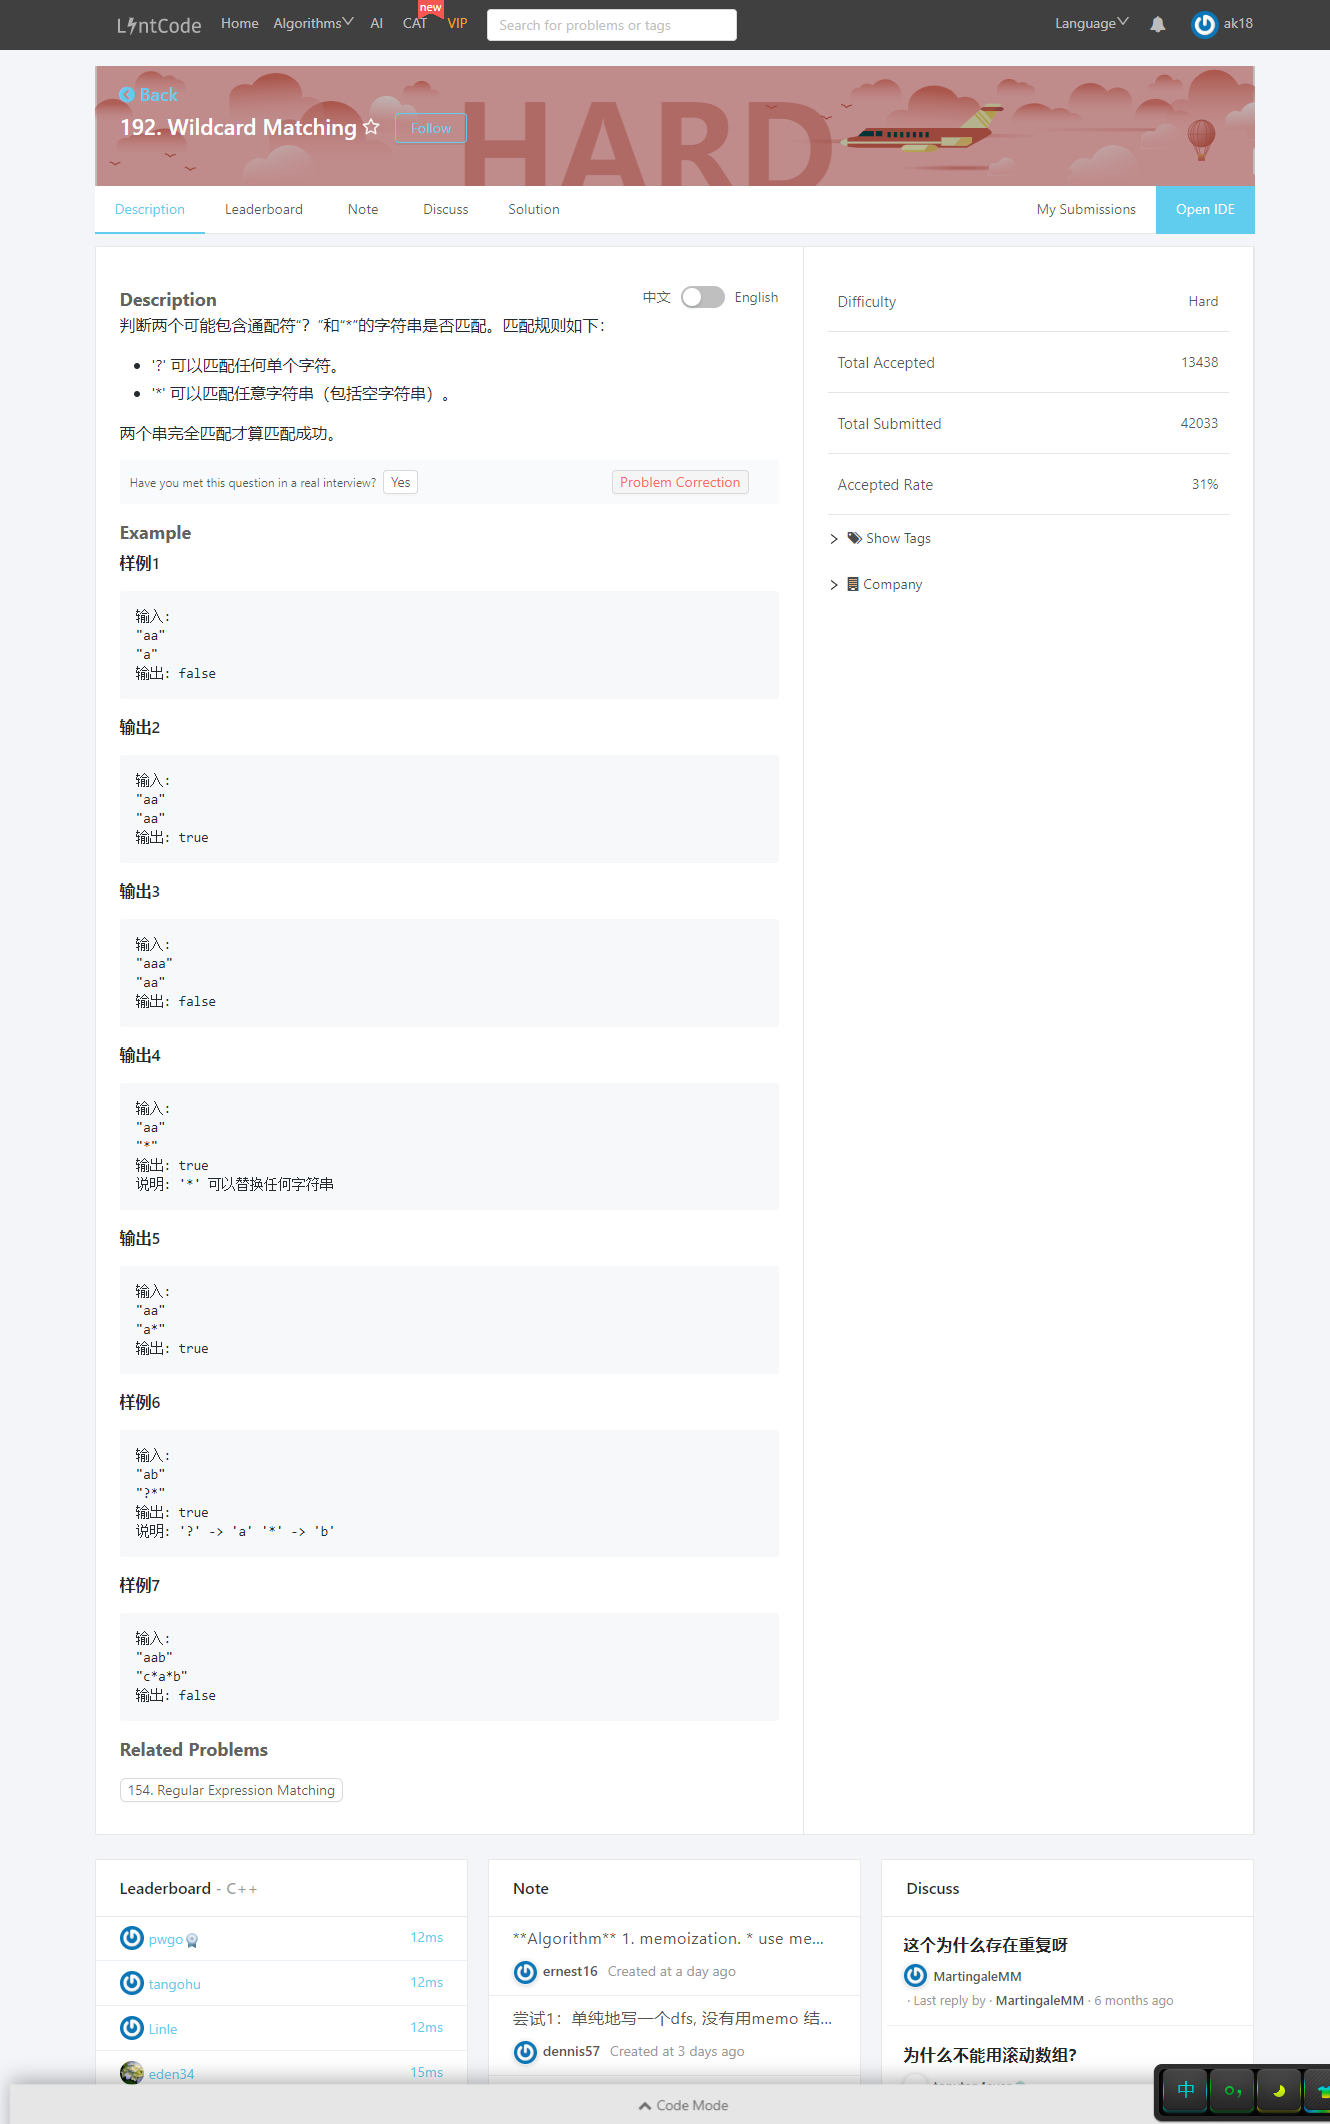 LintCode Home Algorithms AI CAT new VIP Search for problems or tags Language ak18
Back
192. Wildcard Matching Follow
HARD
Description Leaderboard Note Discuss Solution My Submissions Open IDE
Description 中文 English
判断两个可能包含通配符“？”和“*”的字符串是否匹配。匹配规则如下：
'?' 可以匹配任何单个字符。
'*' 可以匹配任意字符串（包括空字符串）。
两个串完全匹配才算匹配成功。
Have you met this question in a real interview? Yes Problem Correction
Example
样例1
输入：
"aa"
"a"
输出：false
输出2
输入：
"aa"
"aa"
输出：true
输出3
输入：
"aaa"
"aa"
输出：false
输出4
输入：
"aa"
"*"
输出：true
说明：'*' 可以替换任何字符串
输出5
输入：
"aa"
"a*"
输出：true
样例6
输入：
"ab"
"?*"
输出：true
说明：'?' -> 'a' '*' -> 'b'
样例7
输入：
"aab"
"c*a*b"
输出：false
Related Problems
154. Regular Expression Matching
Difficulty Hard
Total Accepted 13438
Total Submitted 42033
Accepted Rate 31%
Show Tags
Company
Leaderboard - C++
pwgo 12ms
tangohu 12ms
Linle 12ms
eden34 15ms
Note
**Algorithm** 1. memoization. * use me...
ernest16 Created at a day ago
尝试1：单纯地写一个dfs, 没有用memo 结...
dennis57 Created at 3 days ago
Discuss
这个为什么存在重复呀
MartingaleMM
· Last reply by · MartingaleMM · 6 months ago
为什么不能用滚动数组?
Code Mode
中